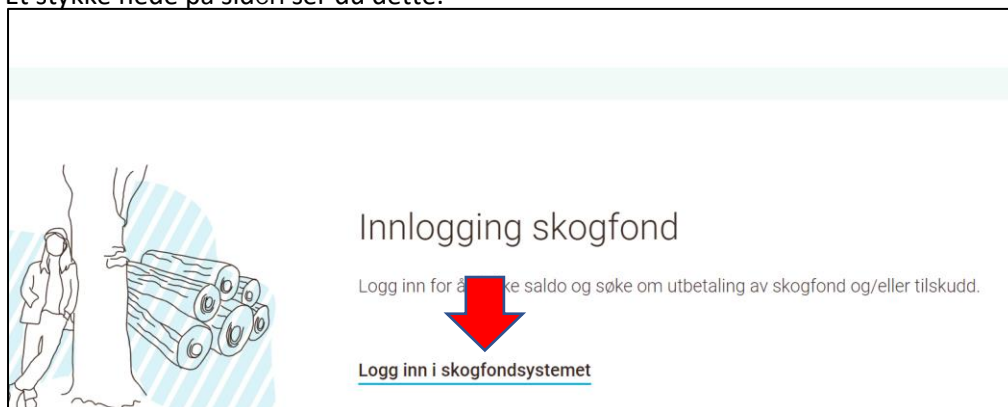 Et stykke nede på siden ser du dette:
Innlogging skogfond
Logg inn for å ke saldo og søke om utbetaling av skogfond og/eller tilskudd.
Logg inn i skogfondsystemet